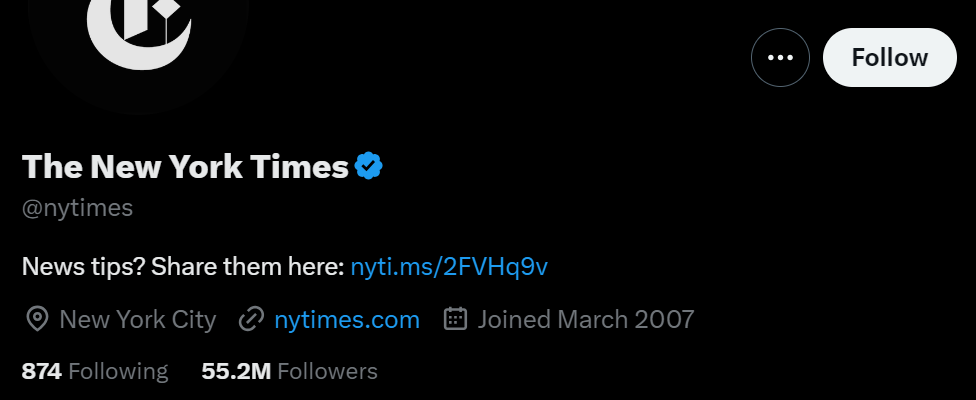 Follow
The New York Times
@nytimes
News tips? Share them here: nyti.ms/2FVHq9v
New York City nytimes.com Joined March 2007
874 Following 55.2M Followers